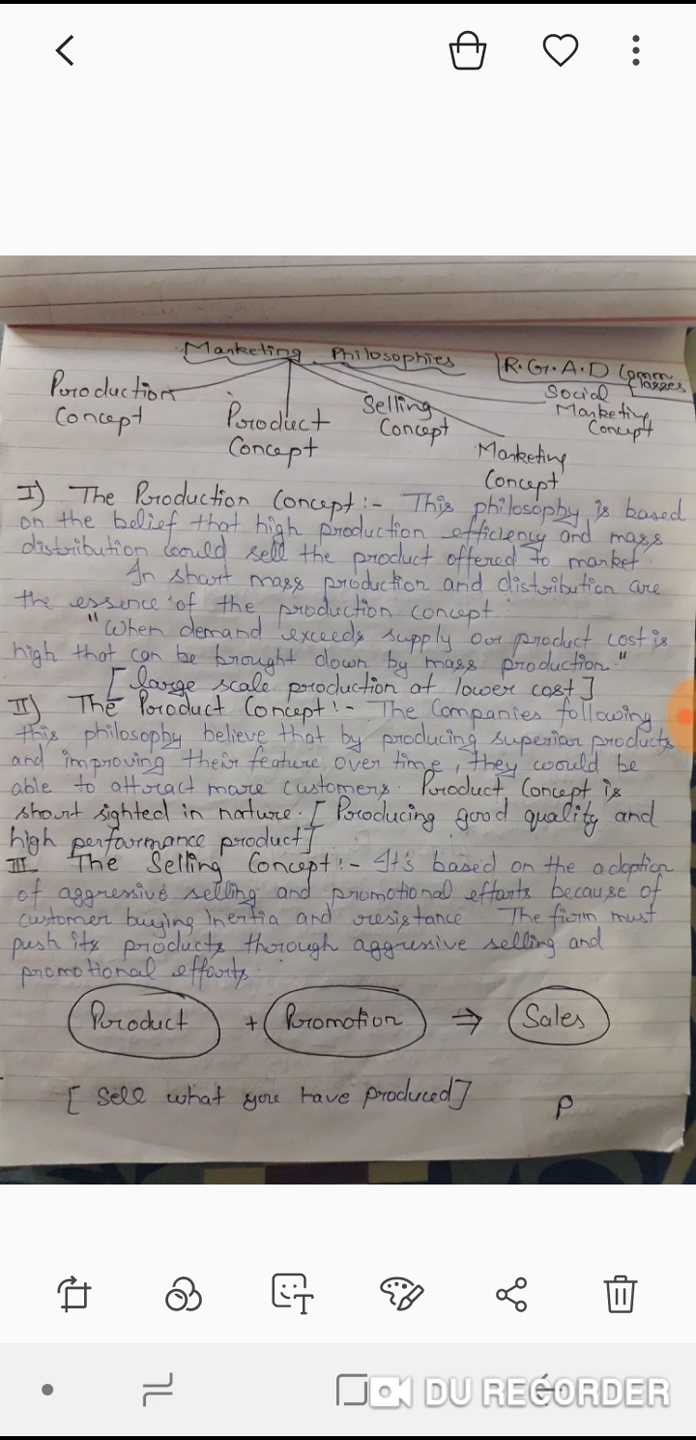 Marketing Philosophies
R.G.A.D Comm Classes
Production Concept
Product Concept
Selling Concept
Marketing Concept
Social Marketing Concept
I) The Production Concept:- This philosophy is based
on the belief that high production efficiency and mass
distribution would sell the product offered to market.
In short mass production and distribution are
the essence of the production concept.
"When demand exceeds supply our product cost is
high that can be brought down by mass production."
[large scale production at lower cost]
II) The Product Concept:- The Companies following
this philosophy believe that by producing superior products
and improving their feature over time, they would be
able to attract more customers. Product Concept is
short sighted in nature. [Producing good quality and
high performance product]
III The Selling Concept:- It's based on the adoption
of aggressive selling and promotional efforts because of
customer buying Inertia and resistance The firm must
push its products through aggressive selling and
promotional efforts.
Product + Promotion ⇒ Sales
[Sell what you have produced]
P
DU RECORDER